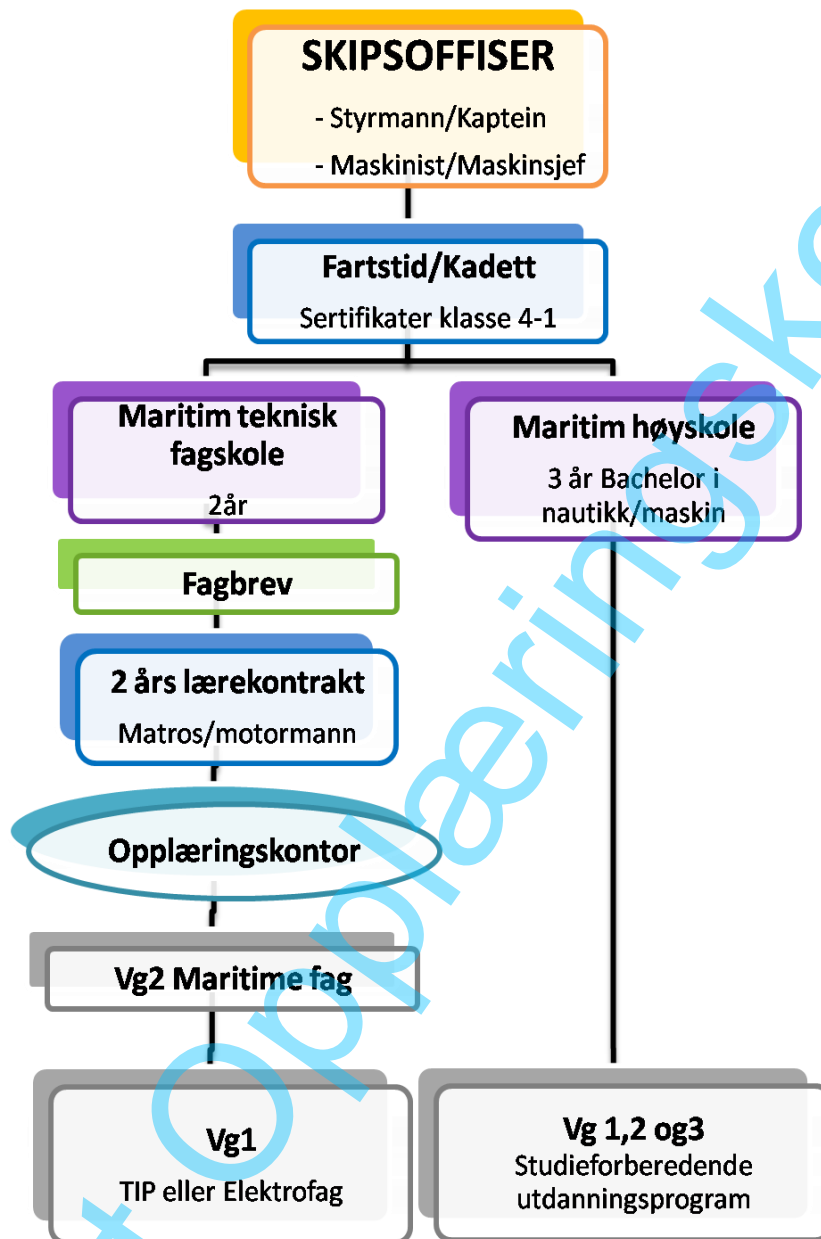 SKIPSOFFISER
- Styrmann/Kaptein
- Maskinist/Maskinsjef
Fartstid/Kadett
Sertifikater klasse 4-1
Maritim teknisk
fagskole
2år
Maritim høyskole
3 år Bachelor i
nautikk/maskin
Fagbrev
2 års lærekontrakt
Matros/motormann
Opplæringskontor
Vg2 Maritime fag
Vg1
TIP eller Elektrofag
Vg 1,2 og3
Studieforberedende
utdanningsprogram